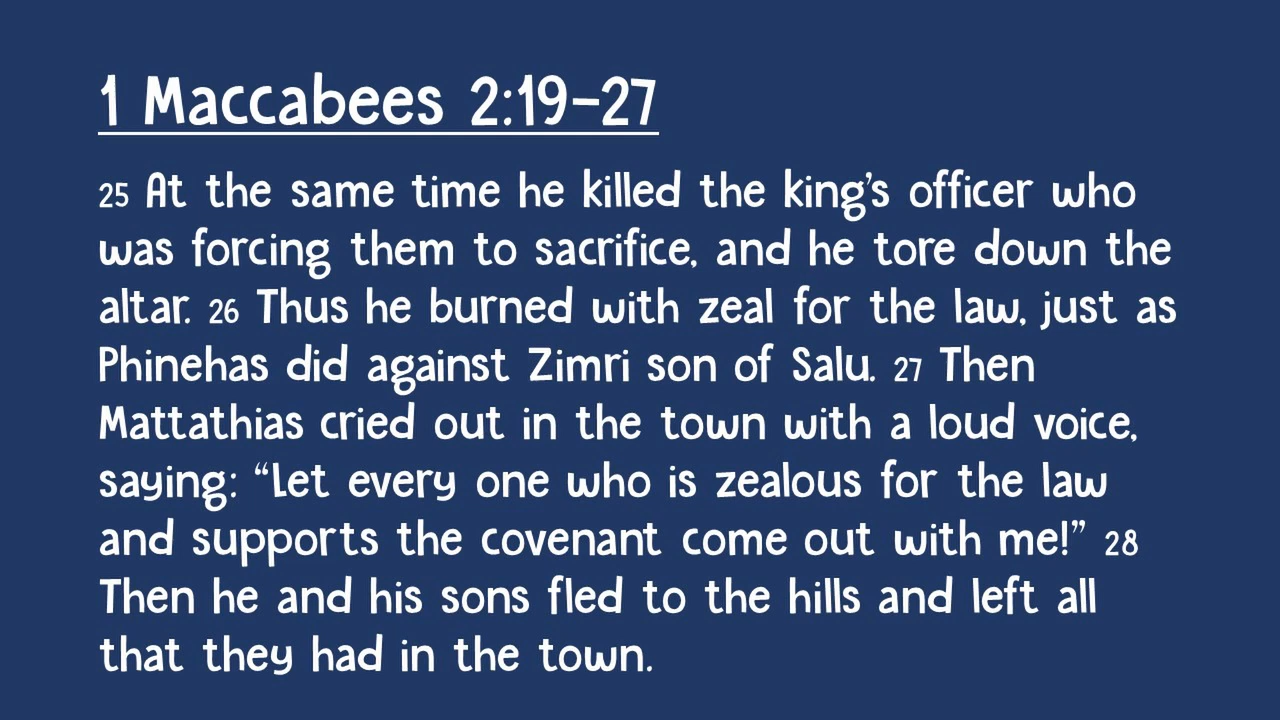 1 Maccabees 2:19-27
25 At the same time he killed the king’s officer who
was forcing them to sacrifice, and he tore down the
altar. 26 Thus he burned with zeal for the law, just as
Phinehas did against Zimri son of Salu. 27 Then
Mattathias cried out in the town with a loud voice,
saying: “Let every one who is zealous for the law
and supports the covenant come out with me!” 28
Then he and his sons fled to the hills and left all
that they had in the town.